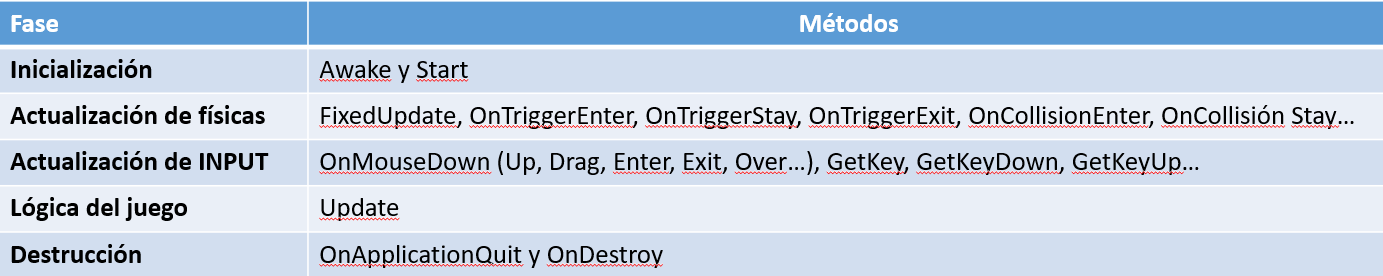 Fase Métodos
Inicialización Awake y Start
Actualización de físicas FixedUpdate, OnTriggerEnter, OnTriggerStay, OnTriggerExit, OnCollisionEnter, OnCollisión Stay...
Actualización de INPUT OnMouseDown (Up, Drag, Enter, Exit, Over...), GetKey, GetKeyDown, GetKeyUp...
Lógica del juego Update
Destrucción OnApplicationQuit y OnDestroy